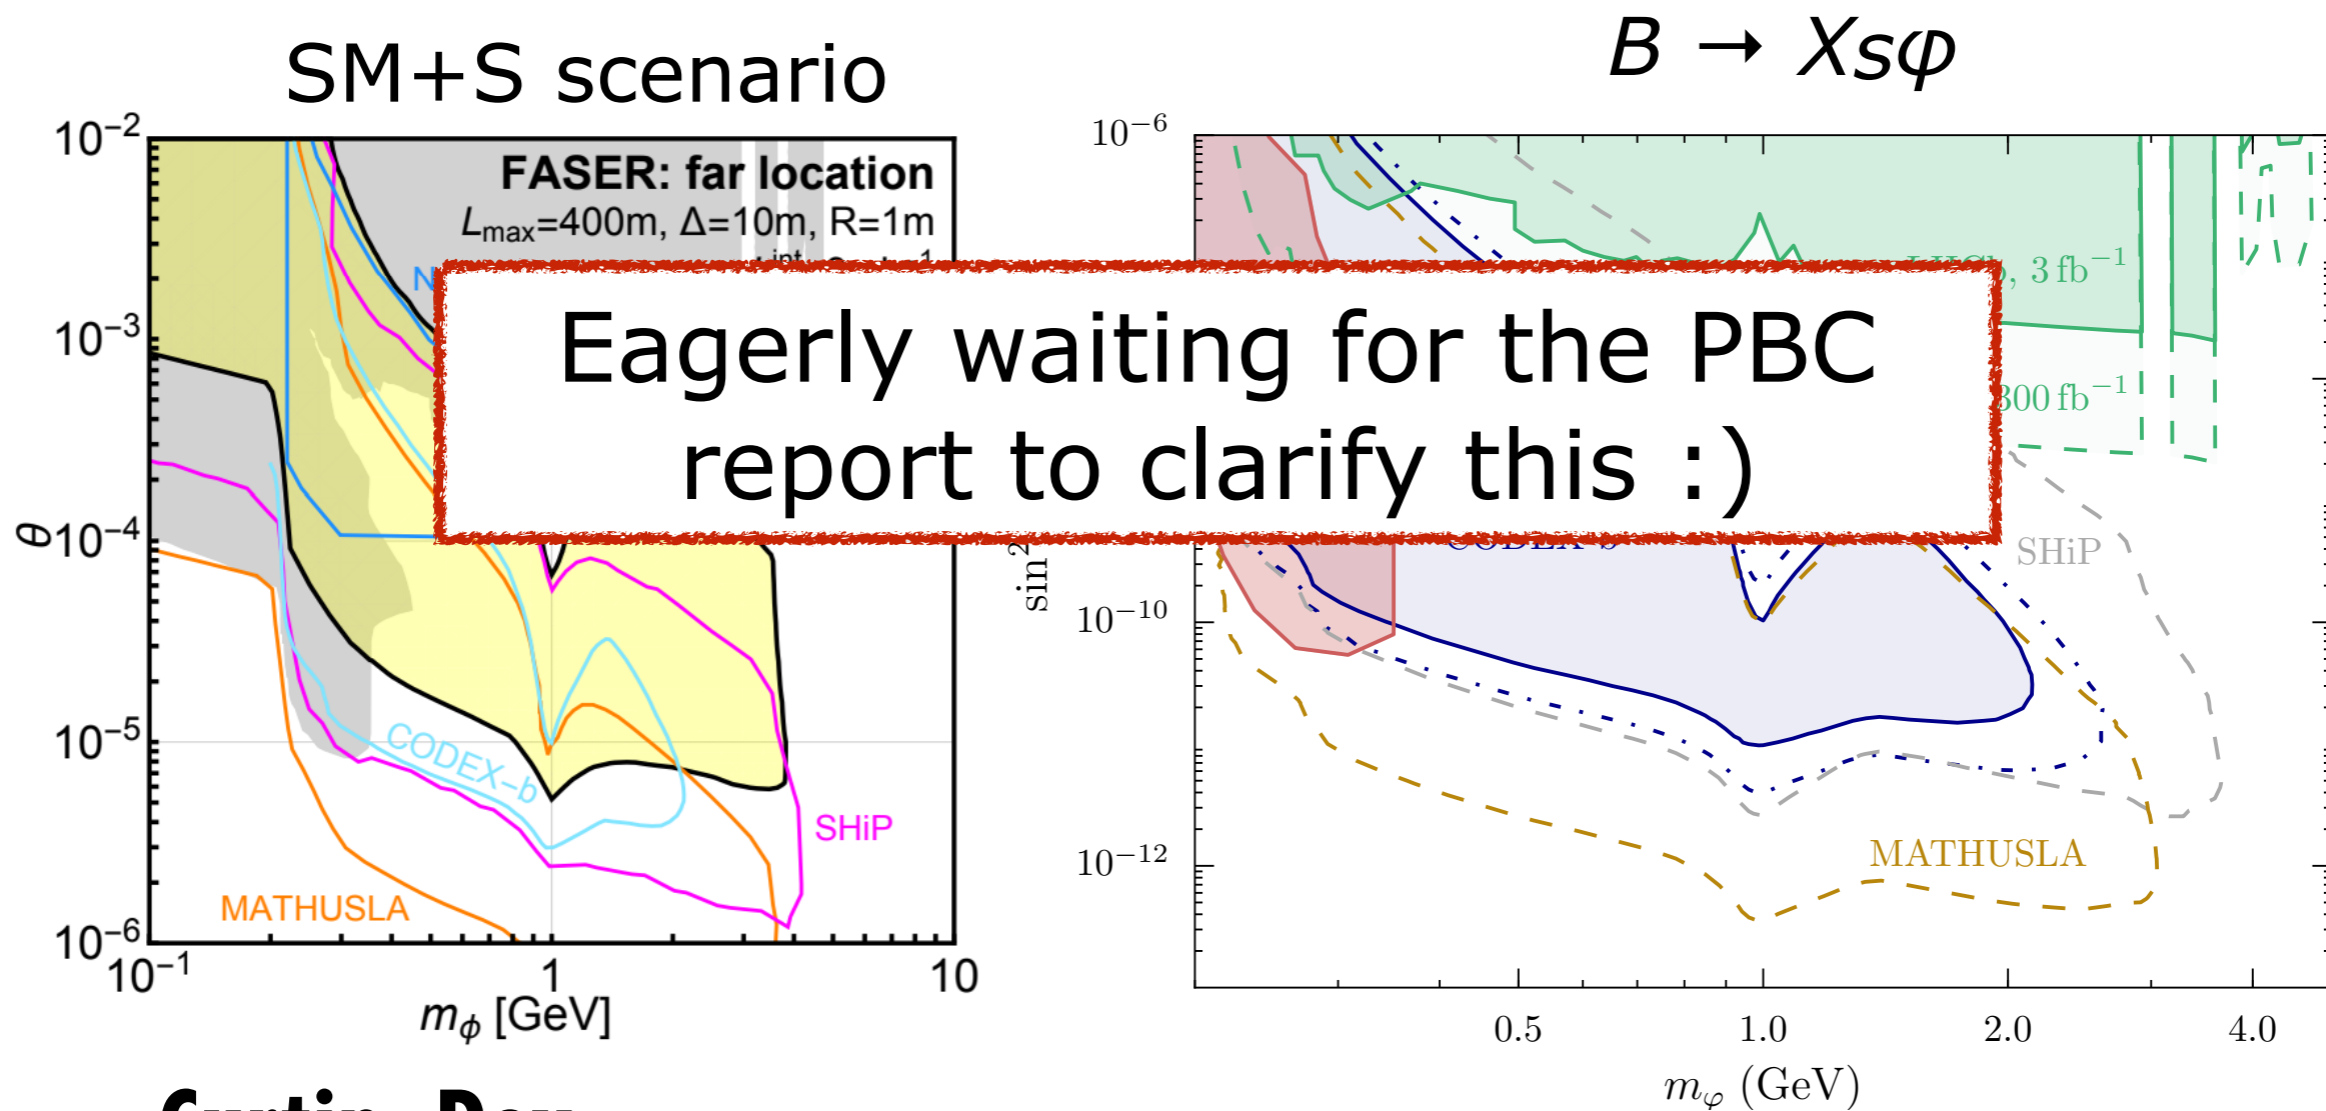 SM+S scenario
B → Xsφ
10⁻²
10⁻³
10⁻⁴
10⁻⁵
10⁻⁶
θ
FASER: far location
Lmax=400m, Δ=10m, R=1m
N
CODEX-b
SHiP
MATHUSLA
10⁻¹
1
10
mϕ [GeV]
Eagerly waiting for the PBC
report to clarify this :)
10⁻⁶
10⁻¹⁰
10⁻¹²
sin²
3 fb⁻¹
300 fb⁻¹
CODEX-b
SHiP
MATHUSLA
0.5
1.0
2.0
4.0
mφ (GeV)